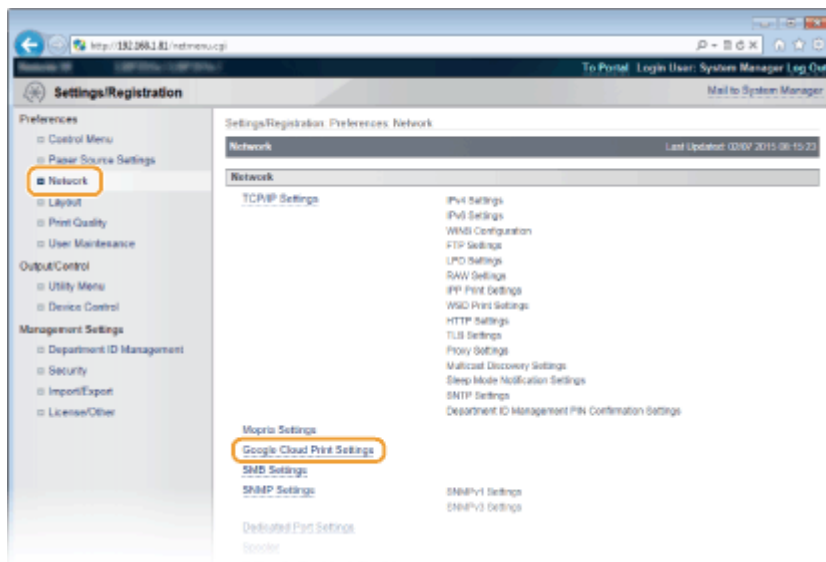 http://192.168.1.81/netmenu.cgi
To Portal Login User: System Manager Log Out
Settings/Registration
Mail to System Manager
Preferences
Control Menu
Paper Source Settings
Network
Layout
Print Quality
User Maintenance
Output/Control
Utility Menu
Device Control
Management Settings
Department ID Management
Security
Import/Export
License/Other
Settings/Registration: Preferences: Network
Network
Last Updated: 02/07 2015 08:15:23
Network
TCP/IP Settings
IPv4 Settings
IPv6 Settings
WINS Configuration
FTP Settings
LPD Settings
RAW Settings
IPP Print Settings
WSD Print Settings
HTTP Settings
TLS Settings
Proxy Settings
Multicast Discovery Settings
Sleep Mode Notification Settings
SNTP Settings
Department ID Management PIN Confirmation Settings
Mopria Settings
Google Cloud Print Settings
SMB Settings
SNMP Settings
SNMPv1 Settings
SNMPv3 Settings
Dedicated Port Settings
Spooler